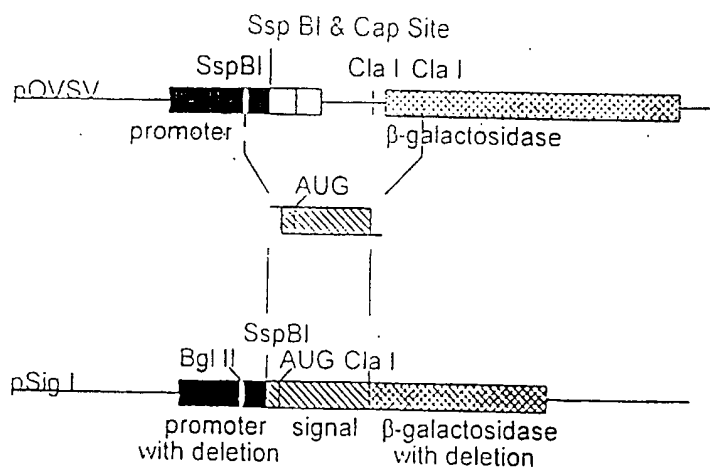 Ssp BI & Cap Site
SspBI
Cla I Cla I
pOVSV
promoter
β-galactosidase
AUG
SspBI
Bgl II
AUG Cla I
pSig I
promoter
with deletion
signal
β-galactosidase
with deletion